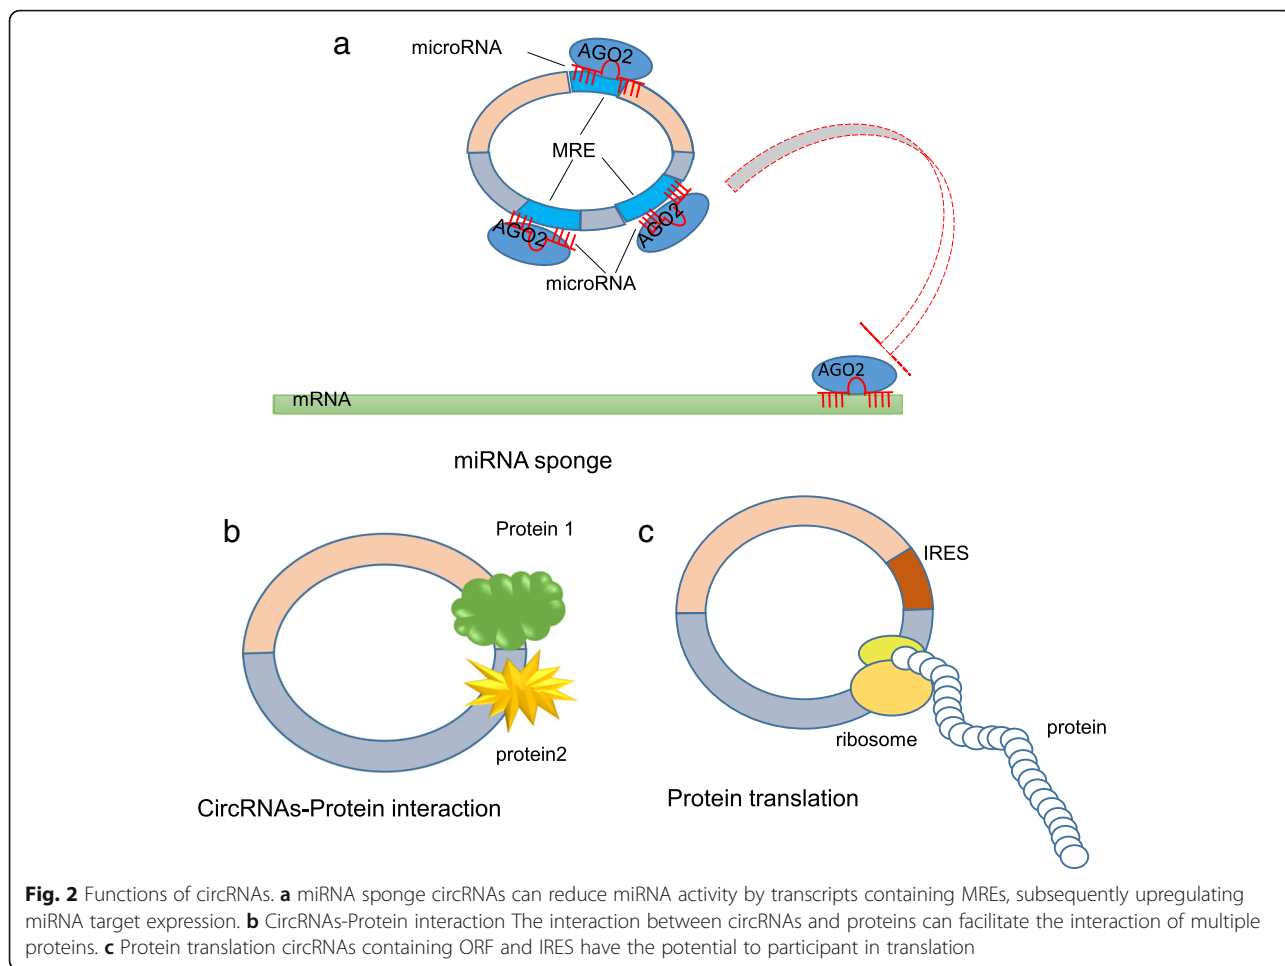 a
microRNA
AGO2
MRE
AGO2
AGO2
microRNA
AGO2
mRNA
miRNA sponge
b
Protein 1
protein2
CircRNAs-Protein interaction
c
IRES
ribosome
protein
Protein translation
Fig. 2 Functions of circRNAs. a miRNA sponge circRNAs can reduce miRNA activity by transcripts containing MREs, subsequently upregulating
miRNA target expression. b CircRNAs-Protein interaction The interaction between circRNAs and proteins can facilitate the interaction of multiple
proteins. c Protein translation circRNAs containing ORF and IRES have the potential to participant in translation